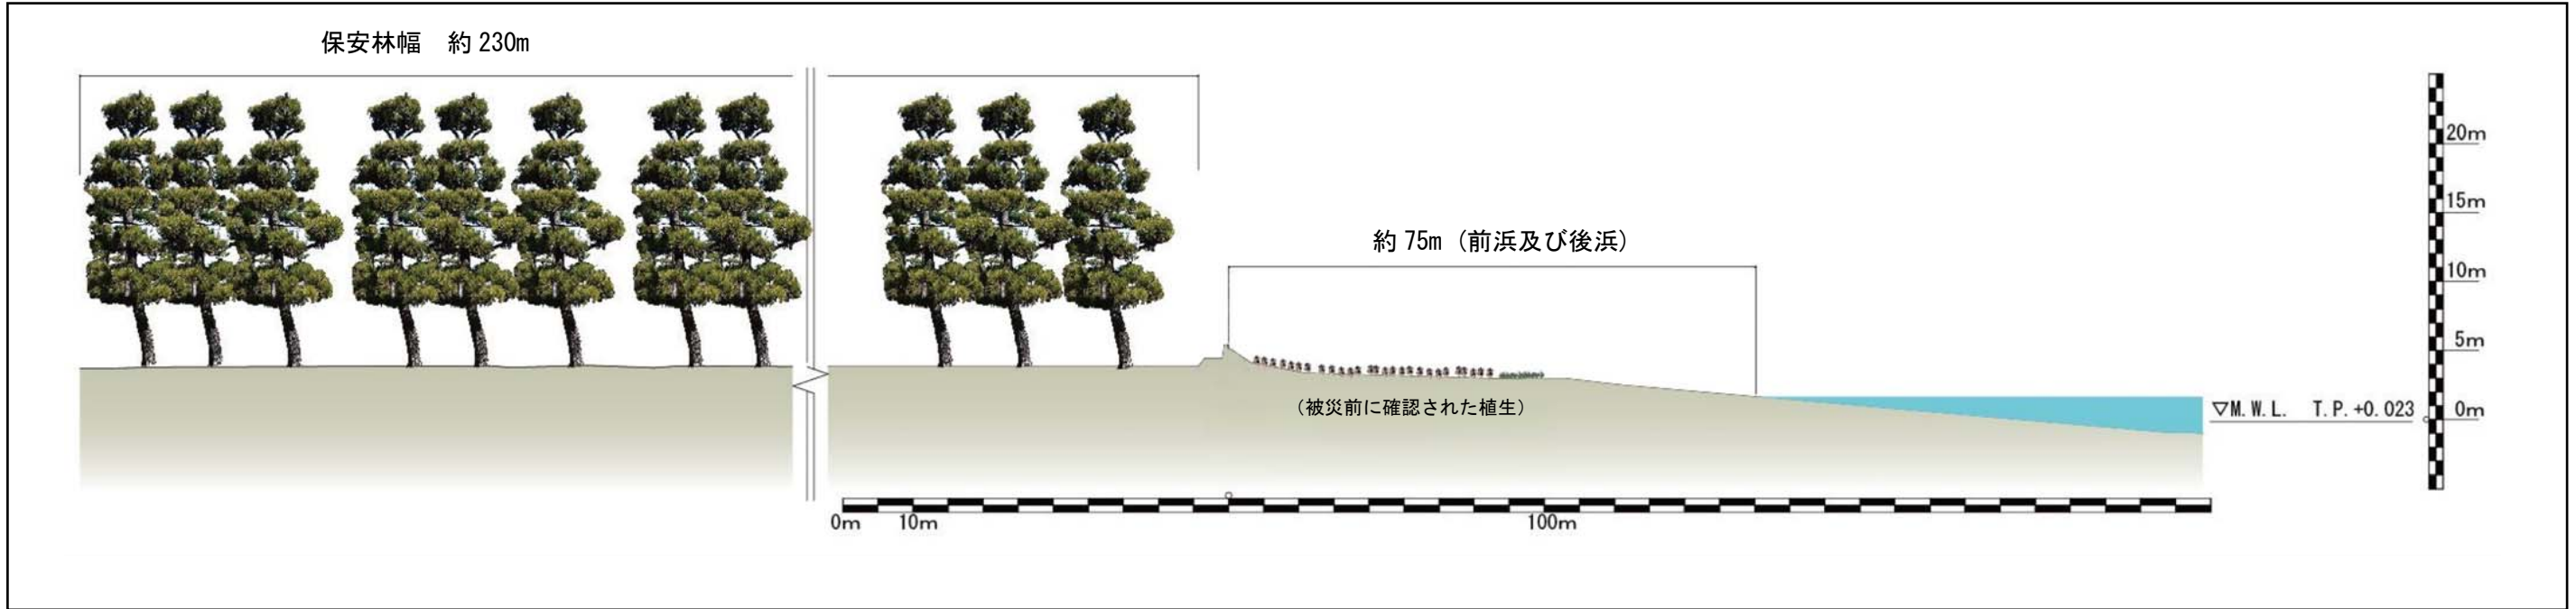 保安林幅　約 230m
20m
15m
約 75m（前浜及び後浜）
10m
5m
（被災前に確認された植生）
▽M.W.L.　T.P.+0.023
0m
0m
10m
100m